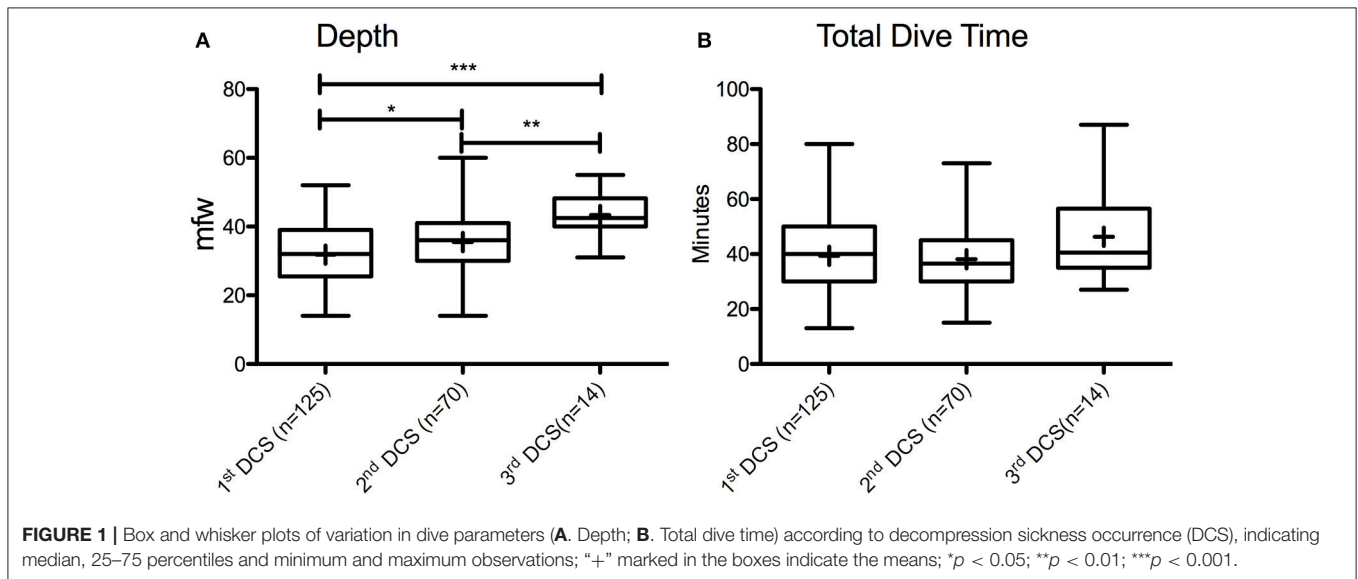 A Depth
***
*
**
80
60
40
20
0
mfw
1st DCS (n=125)
2nd DCS (n=70)
3rd DCS(n=14)
B Total Dive Time
100
80
60
40
20
0
Minutes
1st DCS (n=125)
2nd DCS (n=70)
3rd DCS(n=14)
FIGURE 1 | Box and whisker plots of variation in dive parameters (A. Depth; B. Total dive time) according to decompression sickness occurrence (DCS), indicating
median, 25–75 percentiles and minimum and maximum observations; “+” marked in the boxes indicate the means; *p < 0.05; **p < 0.01; ***p < 0.001.